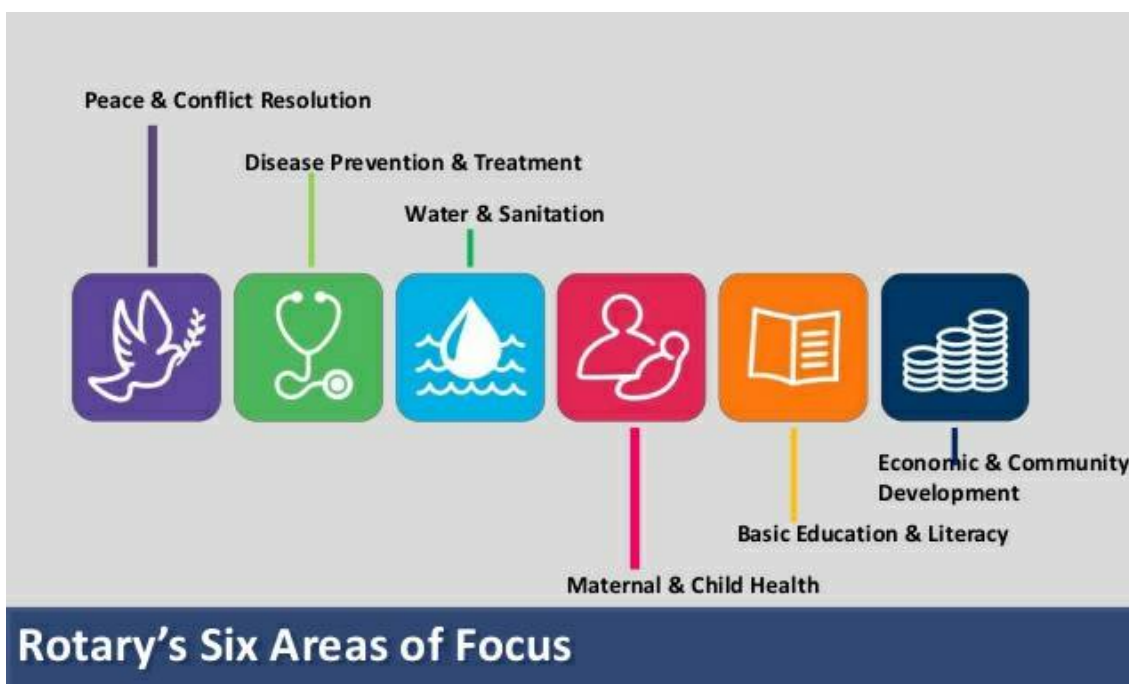 Peace & Conflict Resolution
Disease Prevention & Treatment
Water & Sanitation
Economic & Community
Development
Basic Education & Literacy
Maternal & Child Health
Rotary's Six Areas of Focus